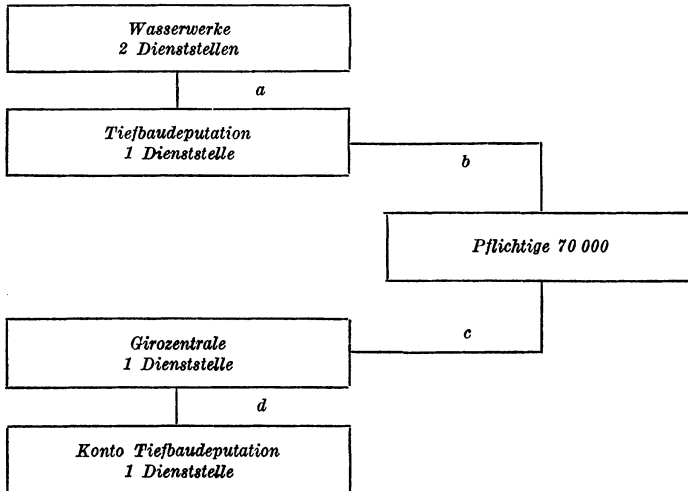 Wasserwerke
2 Dienststellen
a
Tiefbaudeputation
1 Dienststelle
b
Pflichtige 70 000
Girozentrale
1 Dienststelle
c
d
Konto Tiefbaudeputation
1 Dienststelle